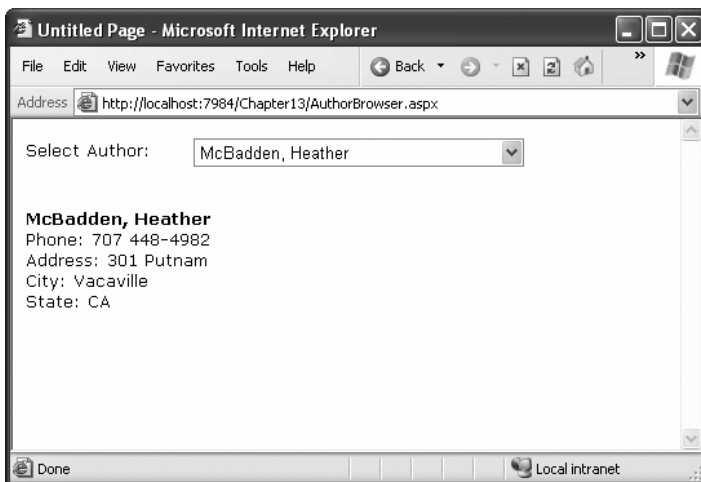 Untitled Page - Microsoft Internet Explorer
File Edit View Favorites Tools Help Back »
Address http://localhost:7984/Chapter13/AuthorBrowser.aspx
Select Author: McBadden, Heather
McBadden, Heather
Phone: 707 448-4982
Address: 301 Putnam
City: Vacaville
State: CA
Done Local intranet